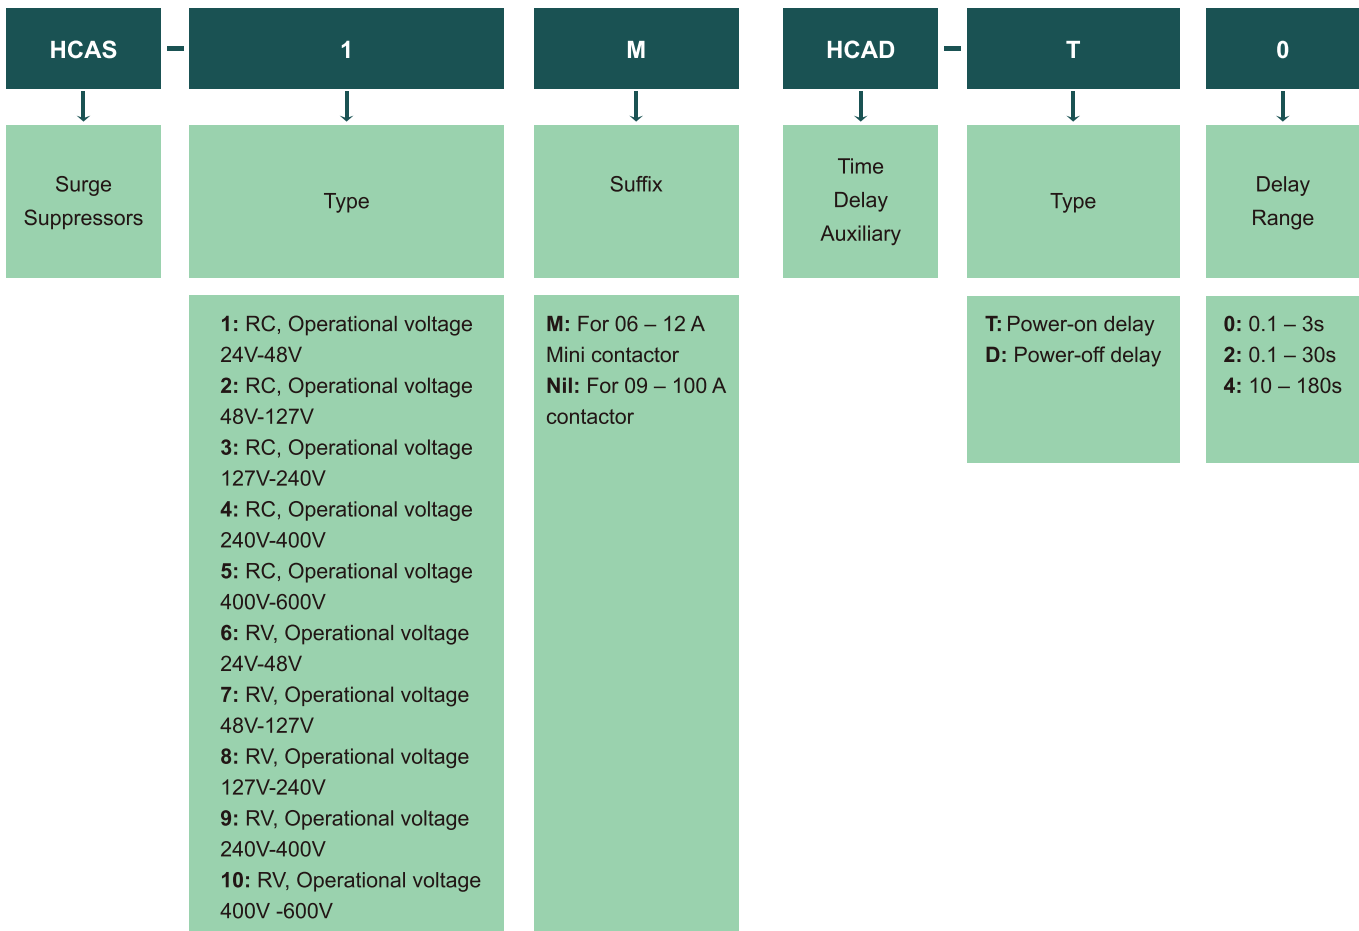 HCAS - 1 M
Surge
Suppressors
Type
Suffix
1: RC, Operational voltage
24V-48V
2: RC, Operational voltage
48V-127V
3: RC, Operational voltage
127V-240V
4: RC, Operational voltage
240V-400V
5: RC, Operational voltage
400V-600V
6: RV, Operational voltage
24V-48V
7: RV, Operational voltage
48V-127V
8: RV, Operational voltage
127V-240V
9: RV, Operational voltage
240V-400V
10: RV, Operational voltage
400V -600V
M: For 06 – 12 A
Mini contactor
Nil: For 09 – 100 A
contactor
HCAD - T 0
Time
Delay
Auxiliary
Type
Delay
Range
T: Power-on delay
D: Power-off delay
0: 0.1 – 3s
2: 0.1 – 30s
4: 10 – 180s